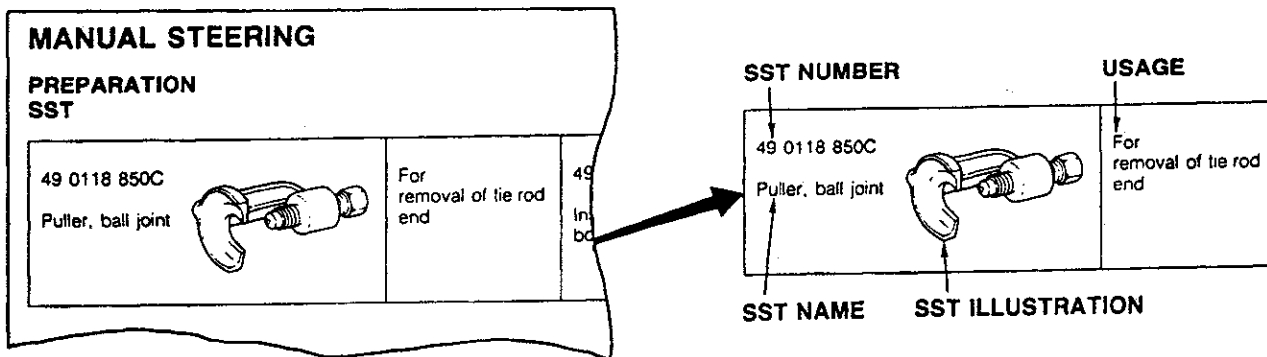 MANUAL STEERING
PREPARATION
SST
49 0118 850C
Puller, ball joint
For
removal of tie rod
end
49
In
SST NUMBER
USAGE
49 0118 850C
Puller, ball joint
For
removal of tie rod
end
SST NAME
SST ILLUSTRATION